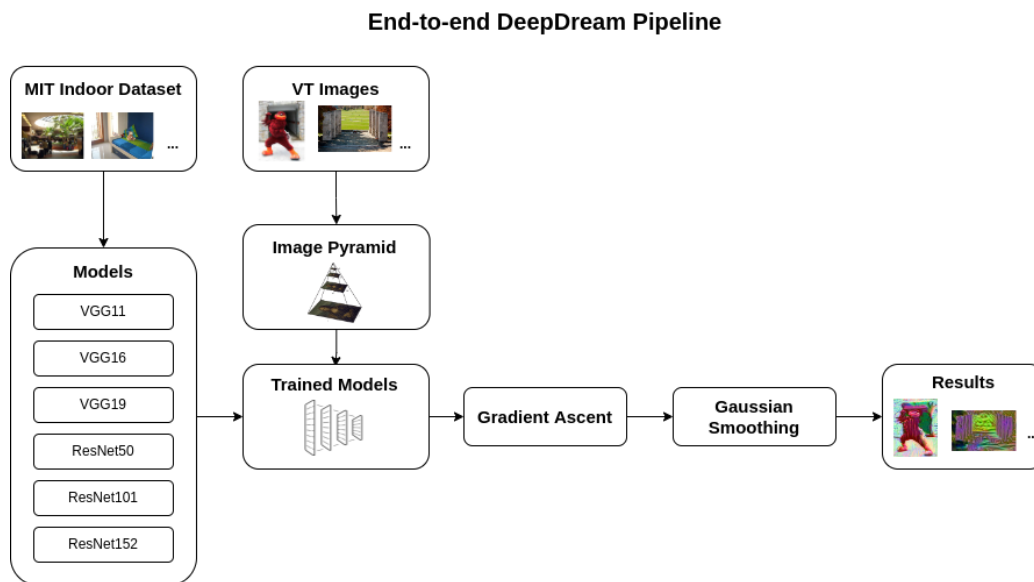 End-to-end DeepDream Pipeline
MIT Indoor Dataset
...
VT Images
...
Image Pyramid
Models
VGG11
VGG16
VGG19
ResNet50
ResNet101
ResNet152
Trained Models
Gradient Ascent
Gaussian
Smoothing
Results
...